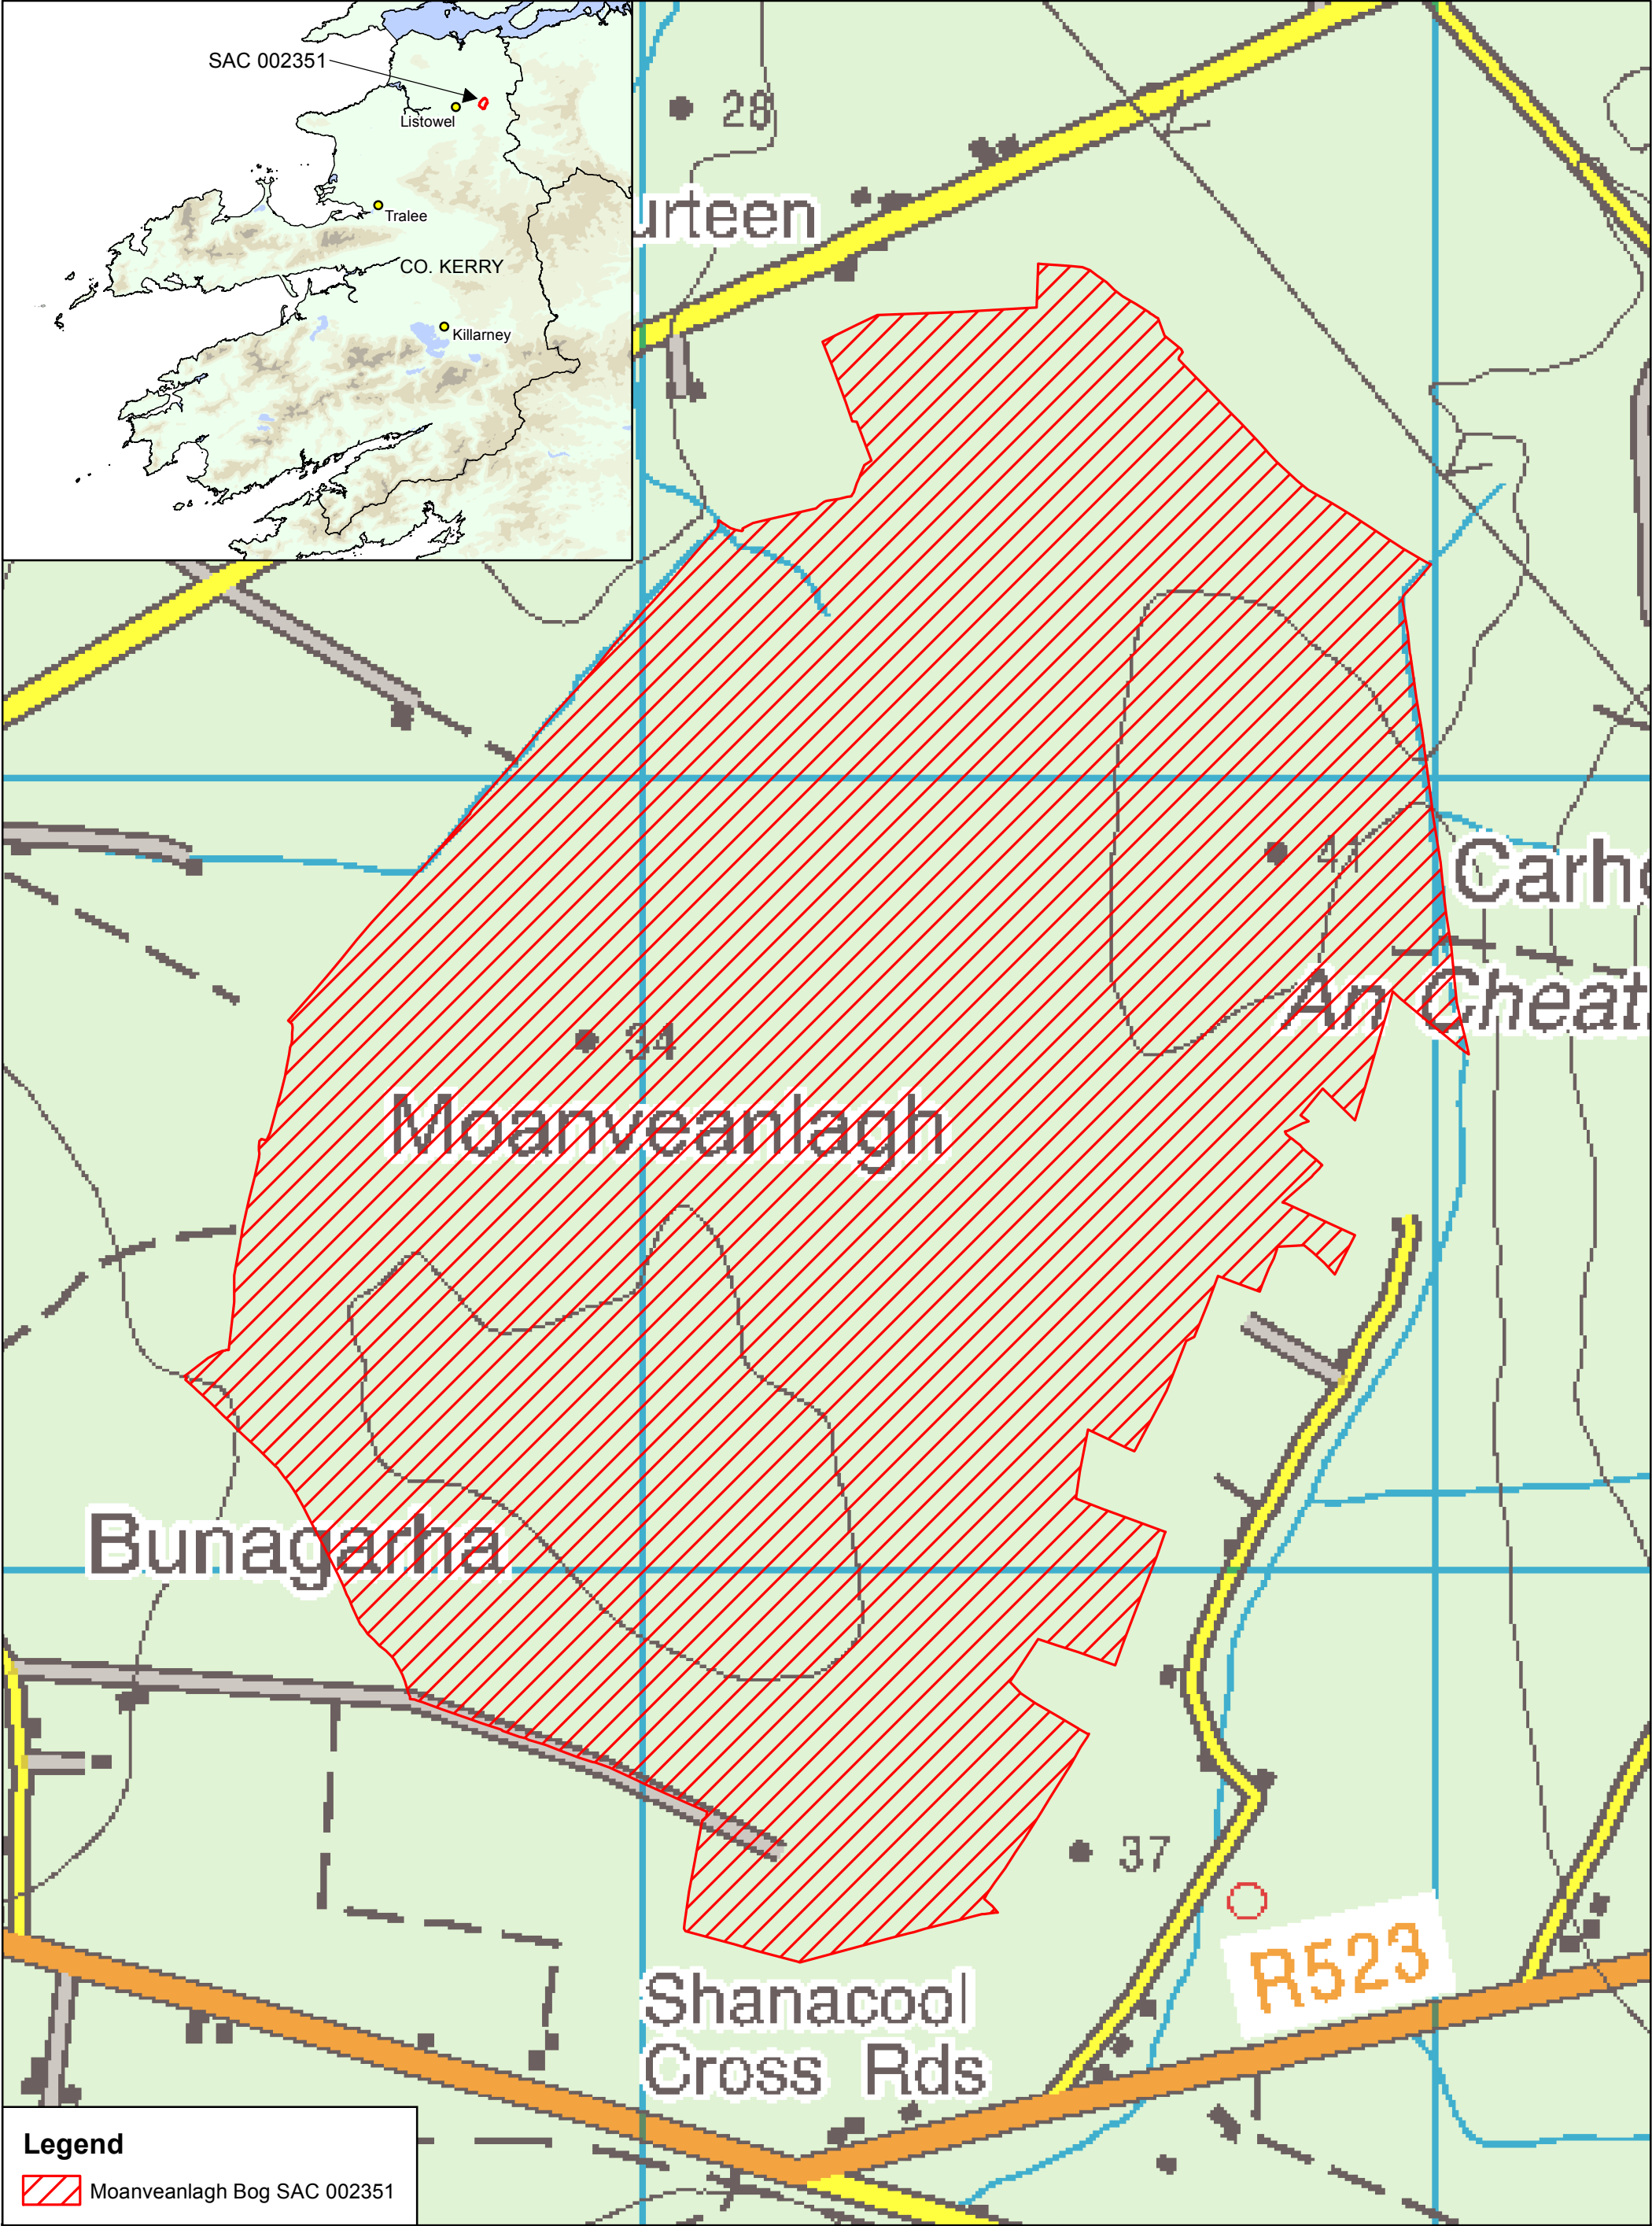 SAC 002351
Listowel
Tralee
CO. KERRY
Killarney
28
urteen
41
Carh
An Cheat
34
Moanveanlagh
Bunagarha
37
R523
Shanacool
Cross Rds
Legend
Moanveanlagh Bog SAC 002351